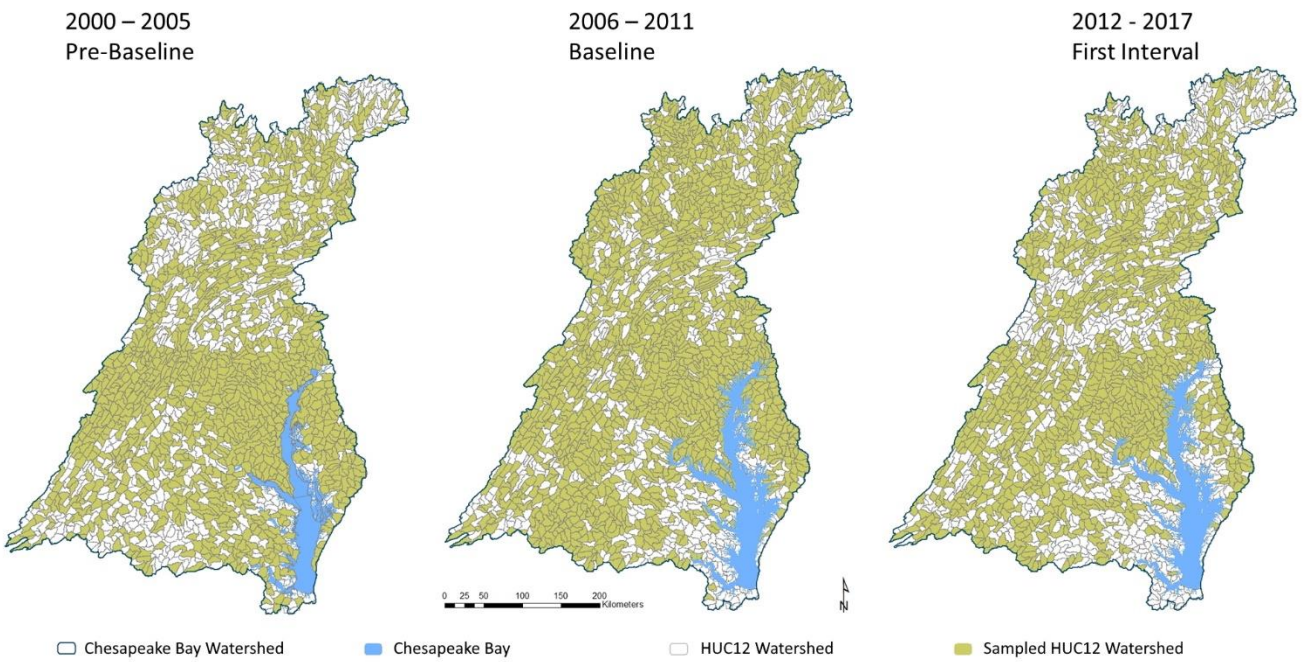 2000 – 2005
Pre-Baseline
2006 – 2011
Baseline
2012 - 2017
First Interval
0 25 50 100 150 200
Kilometers
N
Chesapeake Bay Watershed
Chesapeake Bay
HUC12 Watershed
Sampled HUC12 Watershed